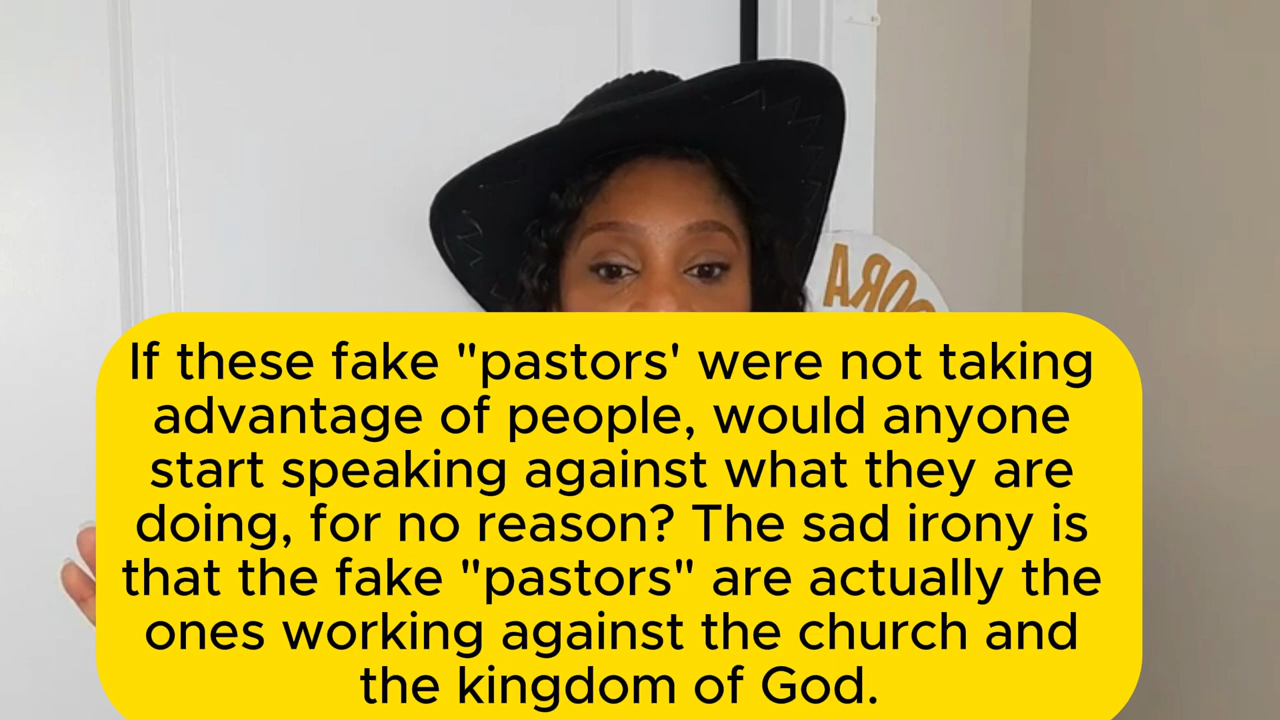 If these fake "pastors' were not taking
advantage of people, would anyone
start speaking against what they are
doing, for no reason? The sad irony is
that the fake "pastors" are actually the
ones working against the church and
the kingdom of God.